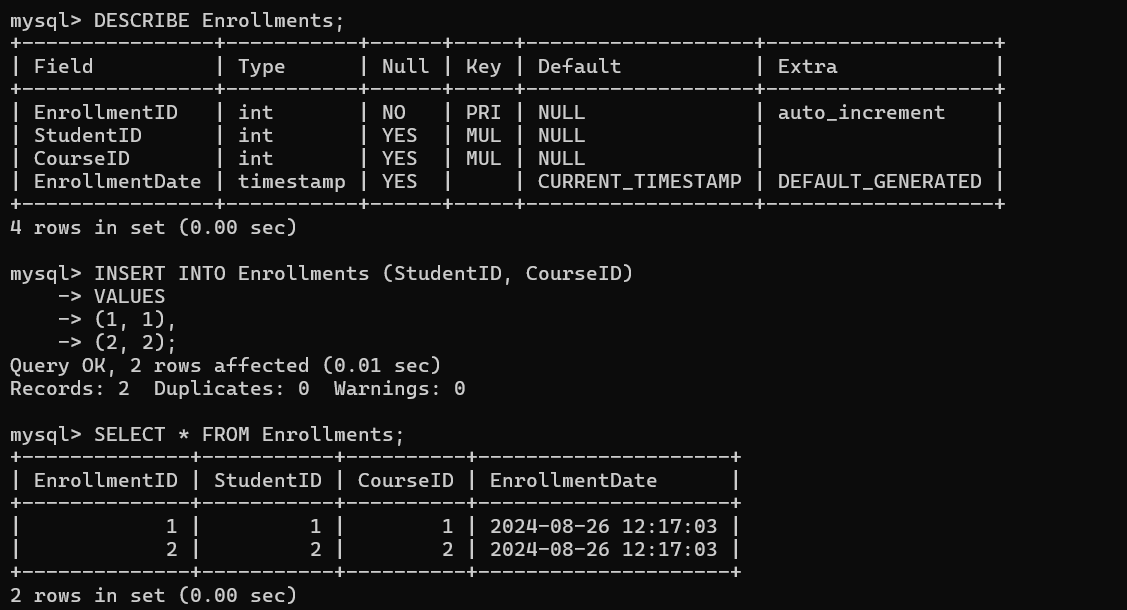 mysql> DESCRIBE Enrollments;
+----------------+-----------+------+-----+-------------------+-------------------+
| Field          | Type      | Null | Key | Default           | Extra             |
+----------------+-----------+------+-----+-------------------+-------------------+
| EnrollmentID   | int       | NO   | PRI | NULL              | auto_increment    |
| StudentID      | int       | YES  | MUL | NULL              |                   |
| CourseID       | int       | YES  | MUL | NULL              |                   |
| EnrollmentDate | timestamp | YES  |     | CURRENT_TIMESTAMP | DEFAULT_GENERATED |
+----------------+-----------+------+-----+-------------------+-------------------+
4 rows in set (0.00 sec)

mysql> INSERT INTO Enrollments (StudentID, CourseID)
    -> VALUES
    -> (1, 1),
    -> (2, 2);
Query OK, 2 rows affected (0.01 sec)
Records: 2  Duplicates: 0  Warnings: 0

mysql> SELECT * FROM Enrollments;
+--------------+-----------+----------+---------------------+
| EnrollmentID | StudentID | CourseID | EnrollmentDate      |
+--------------+-----------+----------+---------------------+
|            1 |         1 |        1 | 2024-08-26 12:17:03 |
|            2 |         2 |        2 | 2024-08-26 12:17:03 |
+--------------+-----------+----------+---------------------+
2 rows in set (0.00 sec)